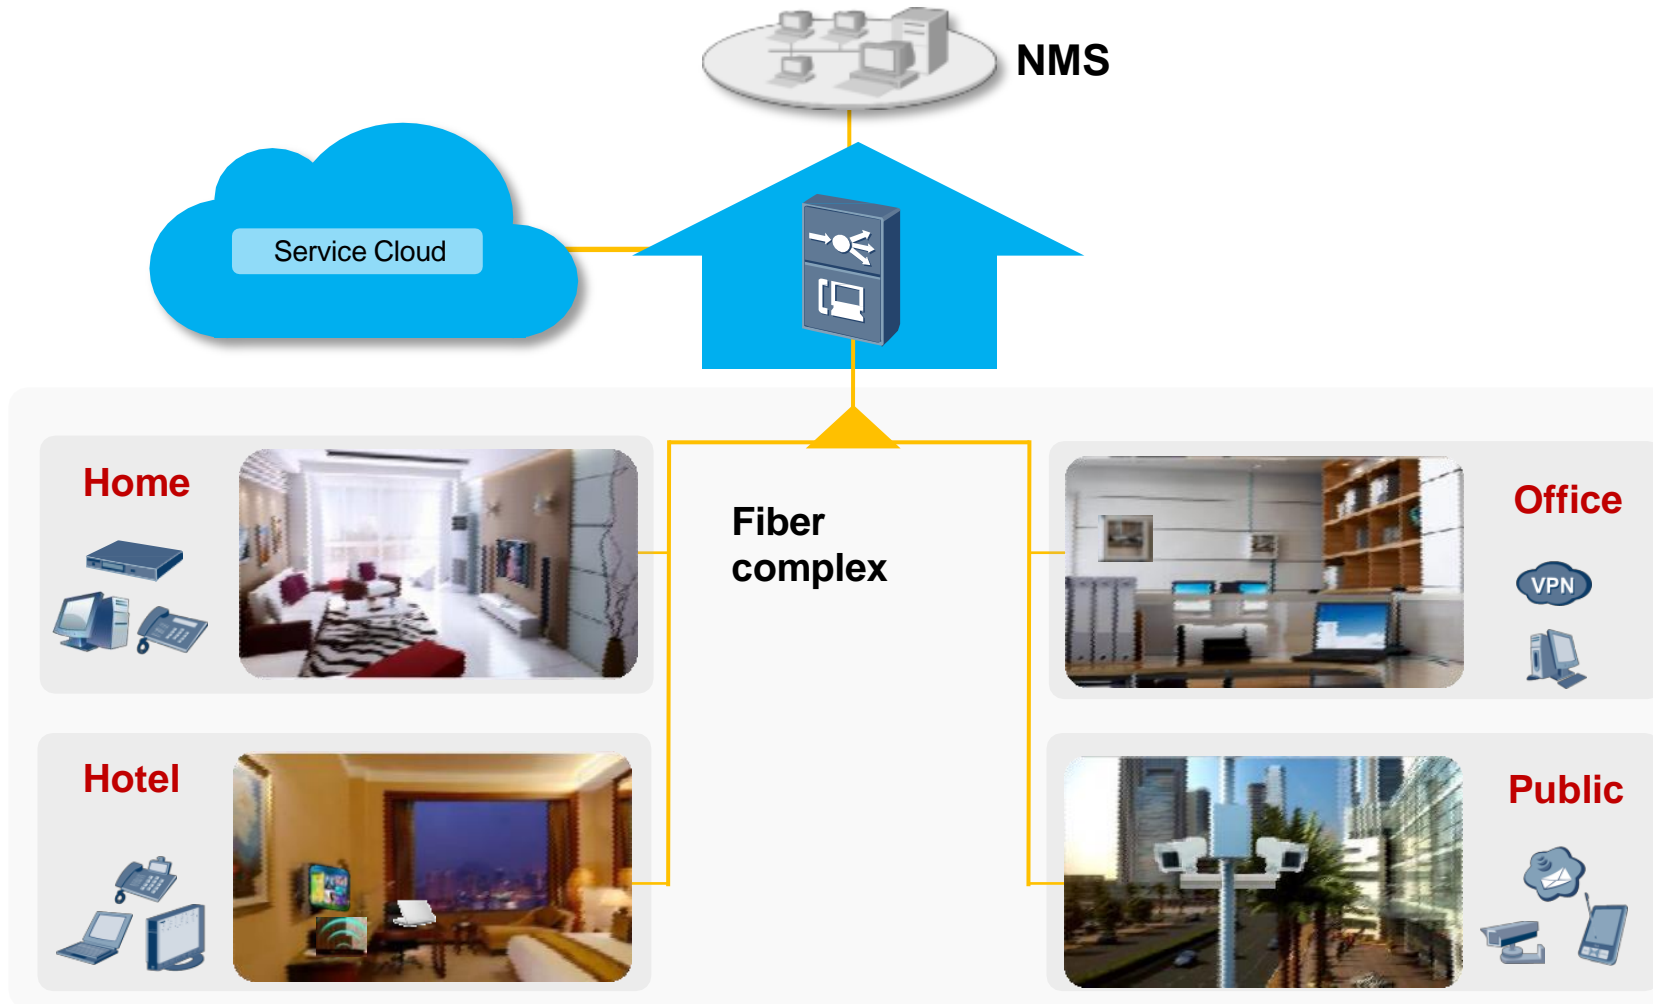 NMS
Service Cloud
Home
Fiber
complex
Office
VPN
Hotel
Public